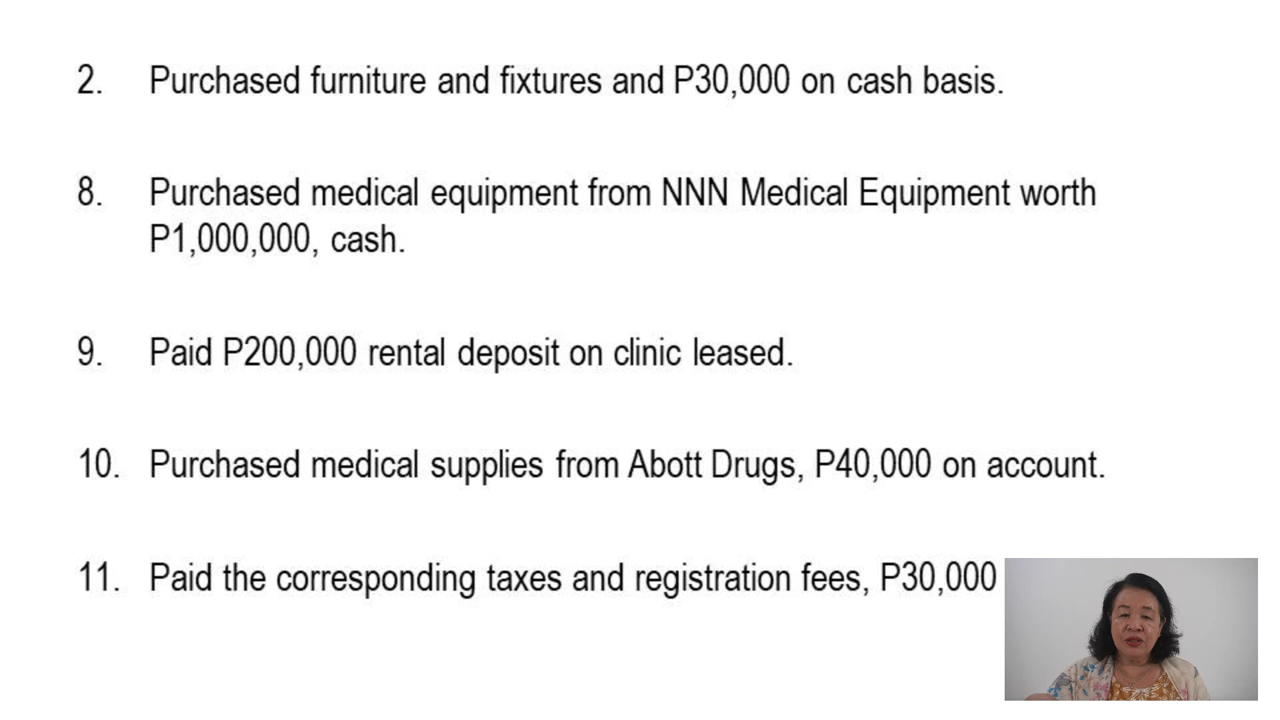 2. Purchased furniture and fixtures and P30,000 on cash basis.
8. Purchased medical equipment from NNN Medical Equipment worth
P1,000,000, cash.
9. Paid P200,000 rental deposit on clinic leased.
10. Purchased medical supplies from Abott Drugs, P40,000 on account.
11. Paid the corresponding taxes and registration fees, P30,000